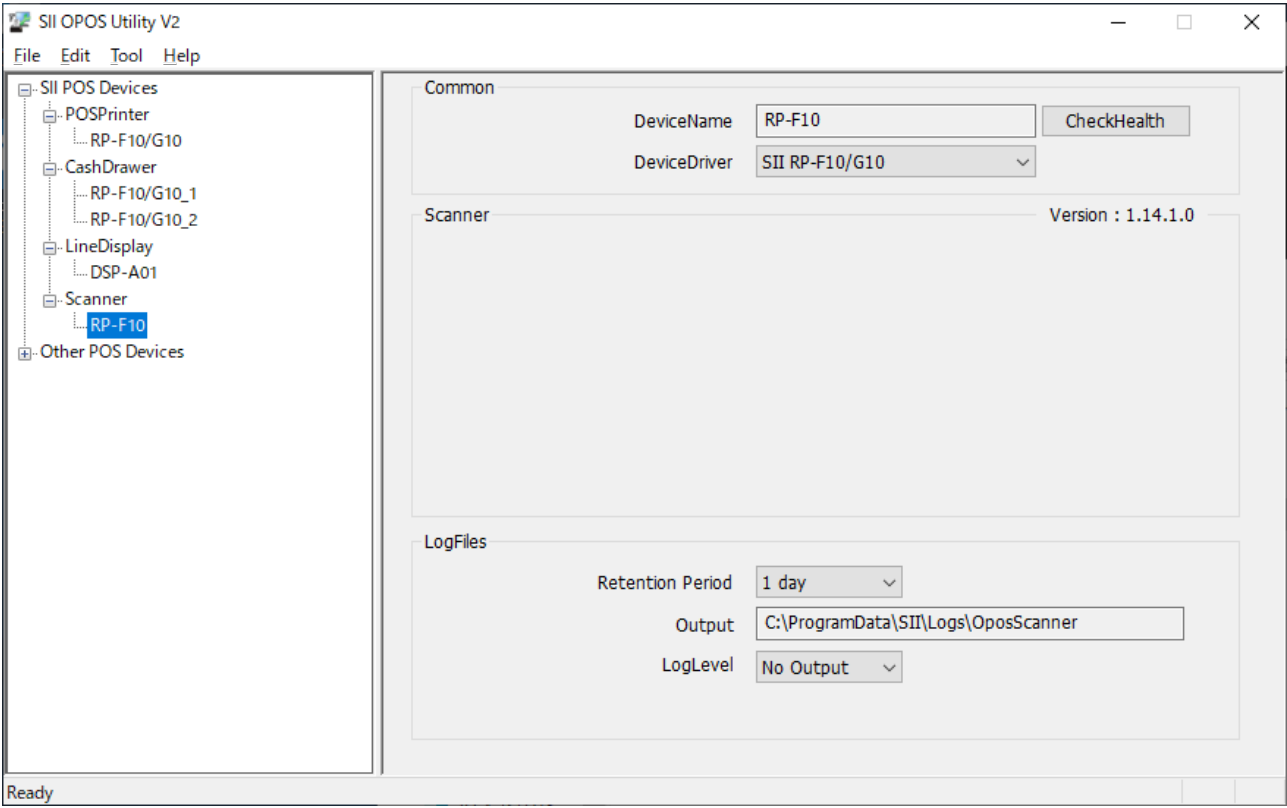 SII OPOS Utility V2
File Edit Tool Help
SII POS Devices
POSPrinter
RP-F10/G10
CashDrawer
RP-F10/G10_1
RP-F10/G10_2
LineDisplay
DSP-A01
Scanner
RP-F10
Other POS Devices
Common
DeviceName RP-F10 CheckHealth
DeviceDriver SII RP-F10/G10
Scanner Version : 1.14.1.0
LogFiles
Retention Period 1 day
Output C:\ProgramData\SII\Logs\OposScanner
LogLevel No Output
Ready